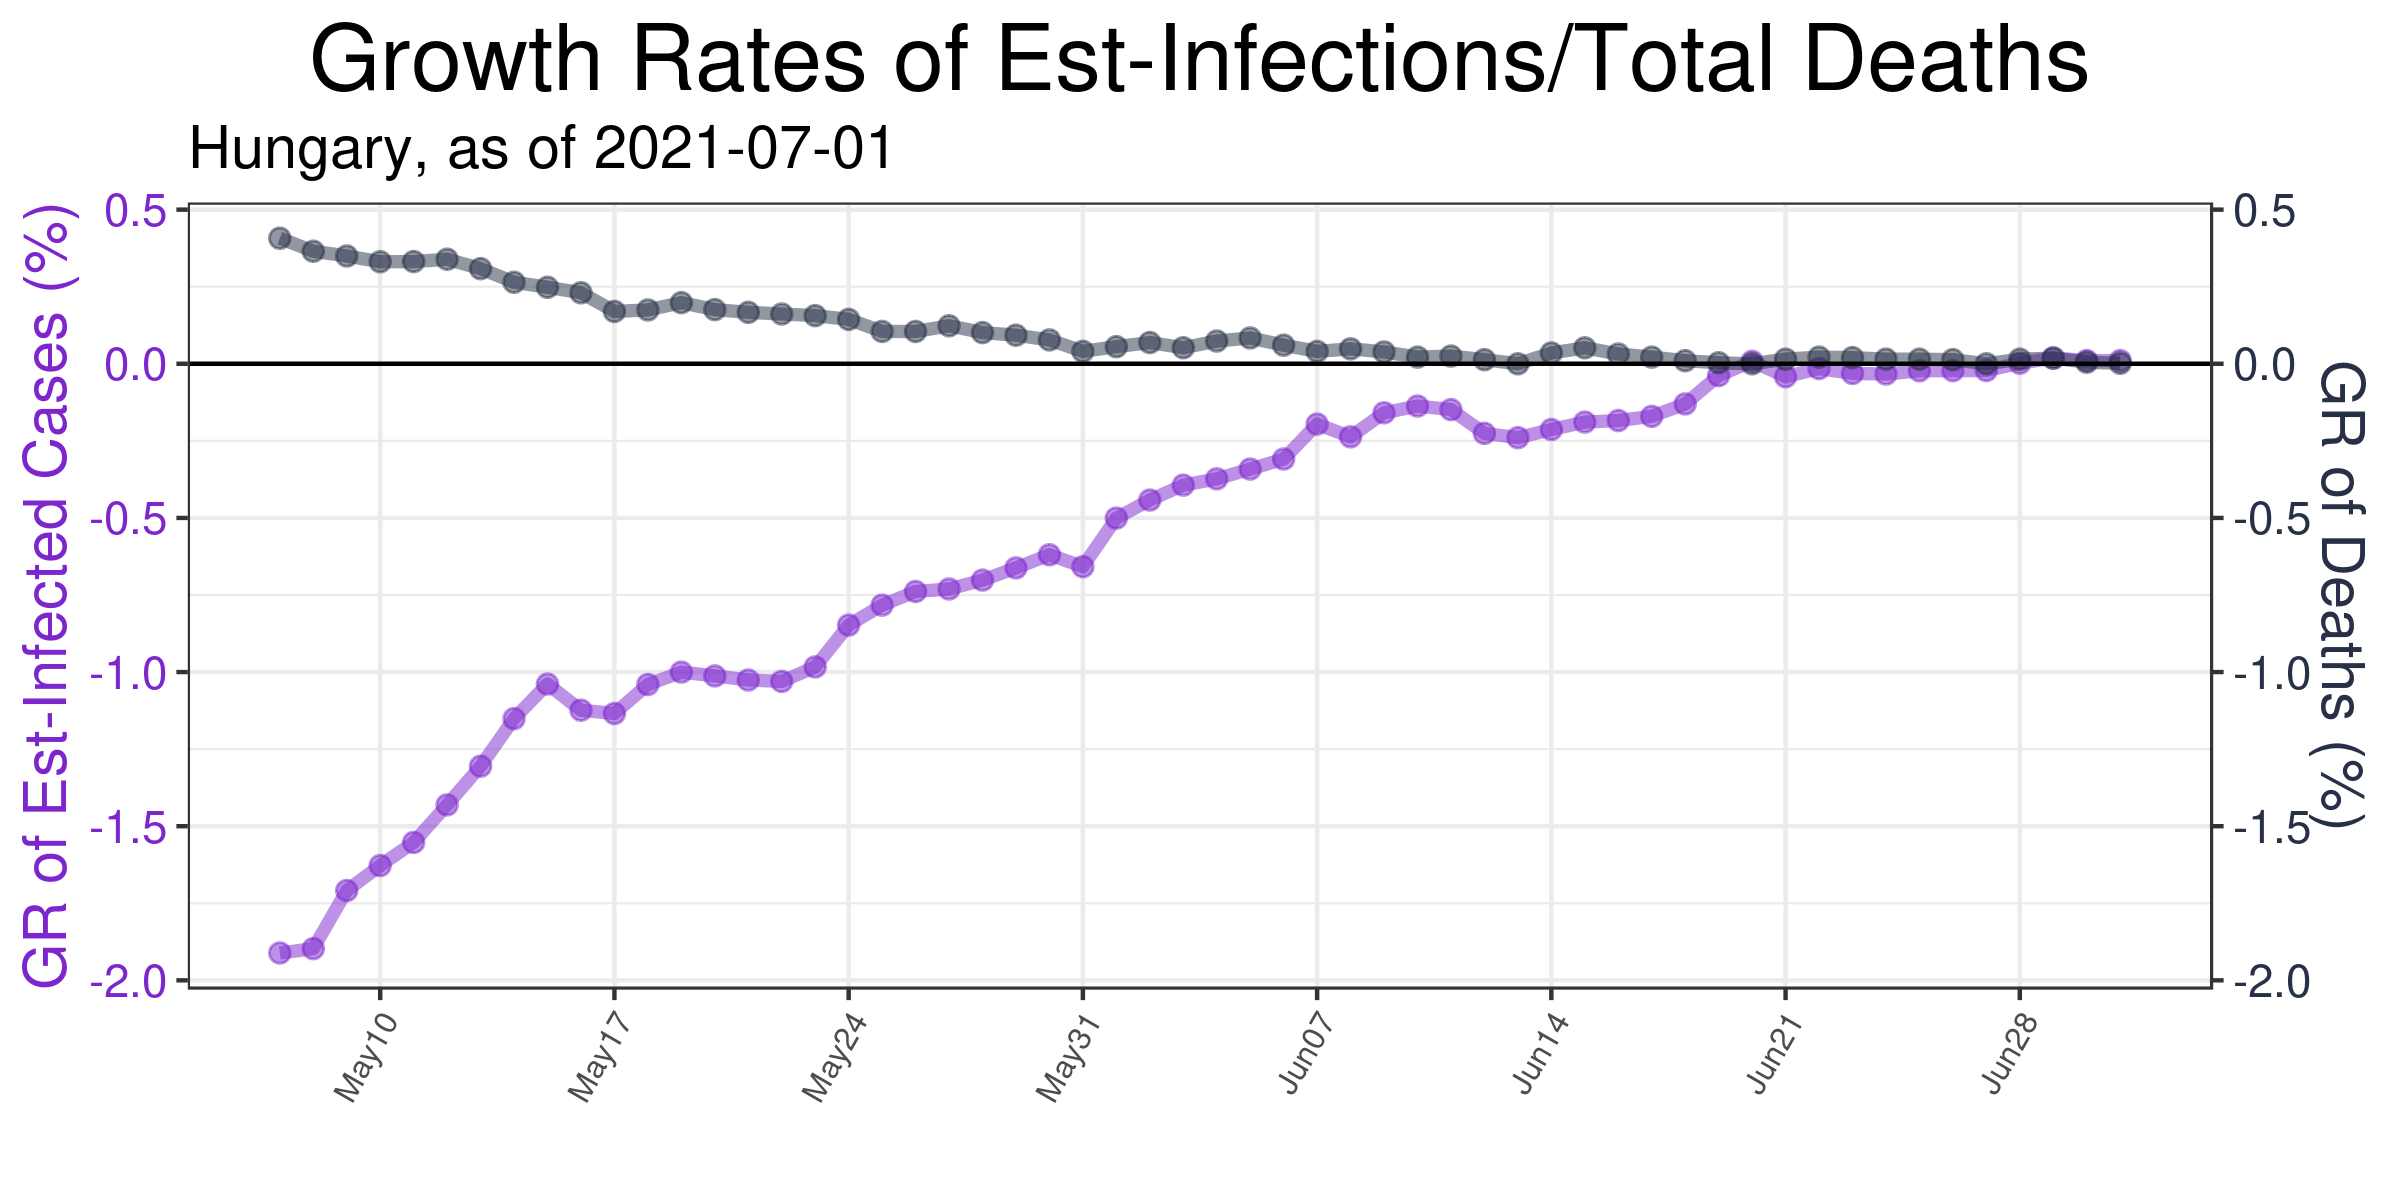 Growth Rates of Est-Infections/Total Deaths
Hungary, as of 2021-07-01
GR of Est-Infected Cases (%)
0.5
0.0
-0.5
-1.0
-1.5
-2.0
0.5
0.0
-0.5
-1.0
-1.5
-2.0
GR of Deaths (%)
May10
May17
May24
May31
Jun07
Jun14
Jun21
Jun28